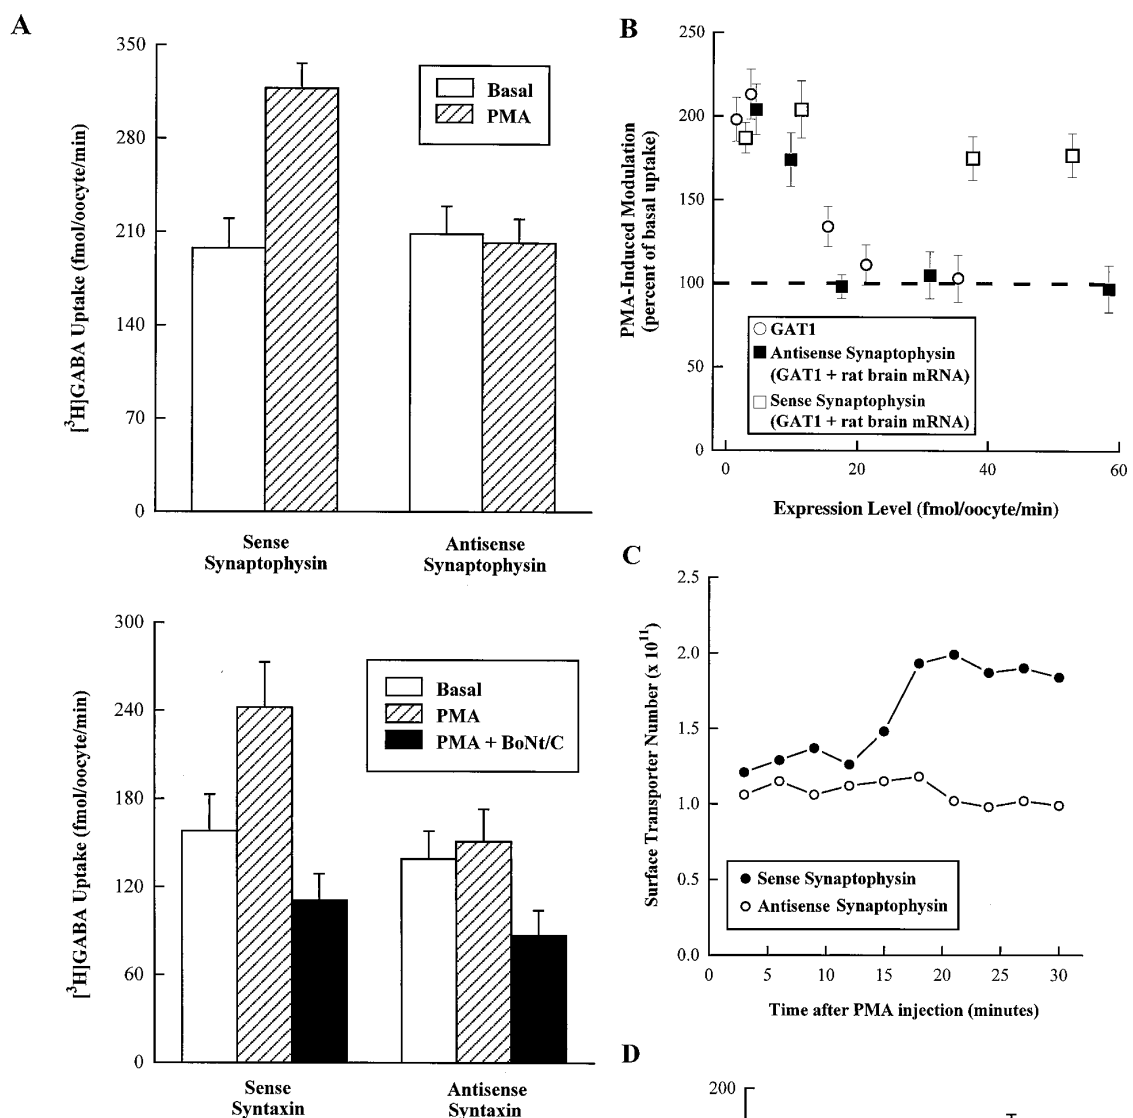 A
350
280
210
140
70
0
[³H]GABA Uptake (fmol/oocyte/min)
Basal
PMA
Sense
Synaptophysin
Antisense
Synaptophysin
300
240
180
120
60
0
[³H]GABA Uptake (fmol/oocyte/min)
Basal
PMA
PMA + BoNt/C
Sense
Syntaxin
Antisense
Syntaxin
B
250
200
150
100
50
0
PMA-Induced Modulation
(percent of basal uptake)
GAT1
Antisense Synaptophysin
(GAT1 + rat brain mRNA)
Sense Synaptophysin
(GAT1 + rat brain mRNA)
0 20 40 60
Expression Level (fmol/oocyte/min)
C
2.5
2.0
1.5
1.0
0.5
0.0
Surface Transporter Number (x 10¹¹)
Sense Synaptophysin
Antisense Synaptophysin
0 5 10 15 20 25 30
Time after PMA injection (minutes)
D
200